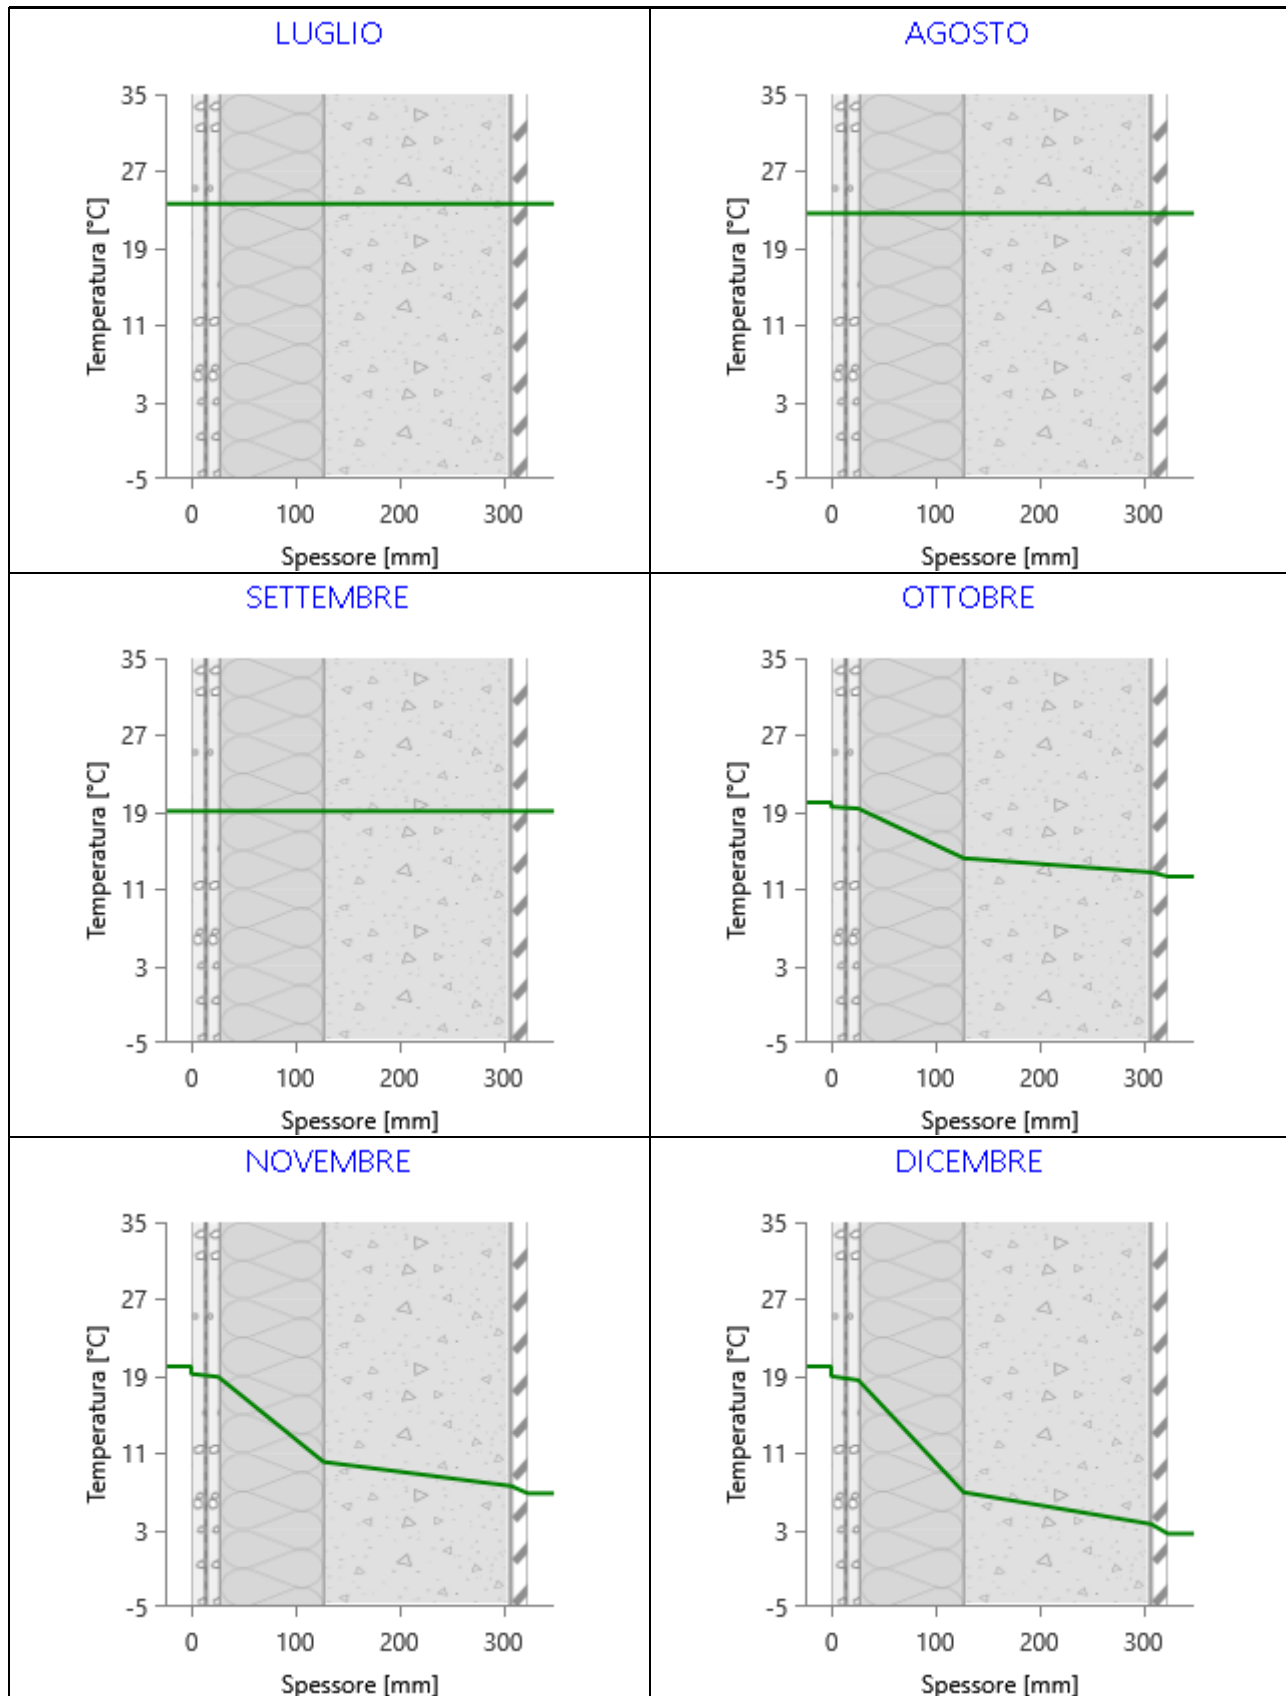 LUGLIO
35
27
19
11
3
-5
Temperatura [°C]
0 100 200 300
Spessore [mm]
AGOSTO
35
27
19
11
3
-5
Temperatura [°C]
0 100 200 300
Spessore [mm]
SETTEMBRE
35
27
19
11
3
-5
Temperatura [°C]
0 100 200 300
Spessore [mm]
OTTOBRE
35
27
19
11
3
-5
Temperatura [°C]
0 100 200 300
Spessore [mm]
NOVEMBRE
35
27
19
11
3
-5
Temperatura [°C]
0 100 200 300
Spessore [mm]
DICEMBRE
35
27
19
11
3
-5
Temperatura [°C]
0 100 200 300
Spessore [mm]